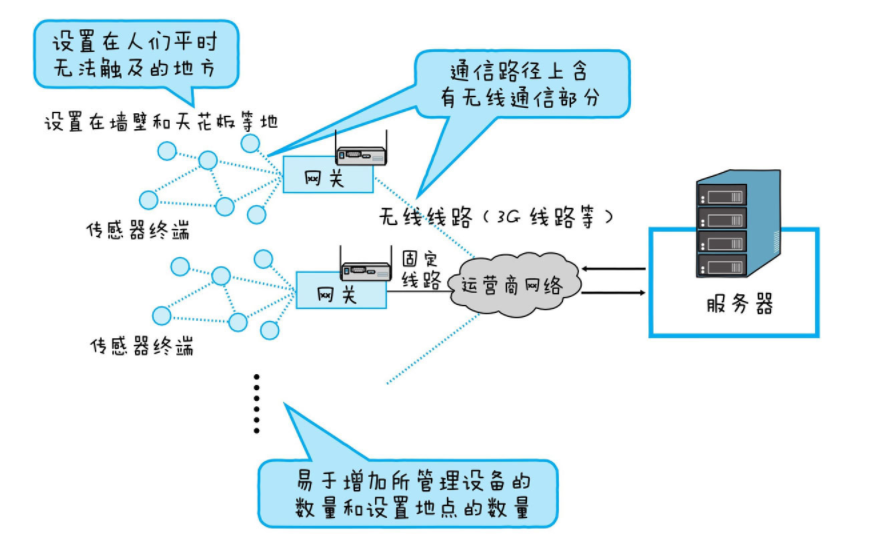 设置在人们平时
无法触及的地方
通信路径上含
有无线通信部分
设置在墙壁和天花板等地
网关
无线线路（3G线路等）
传感器终端
固定
线路
网关
运营商网络
服务器
传感器终端
易于增加所管理设备的
数量和设置地点的数量